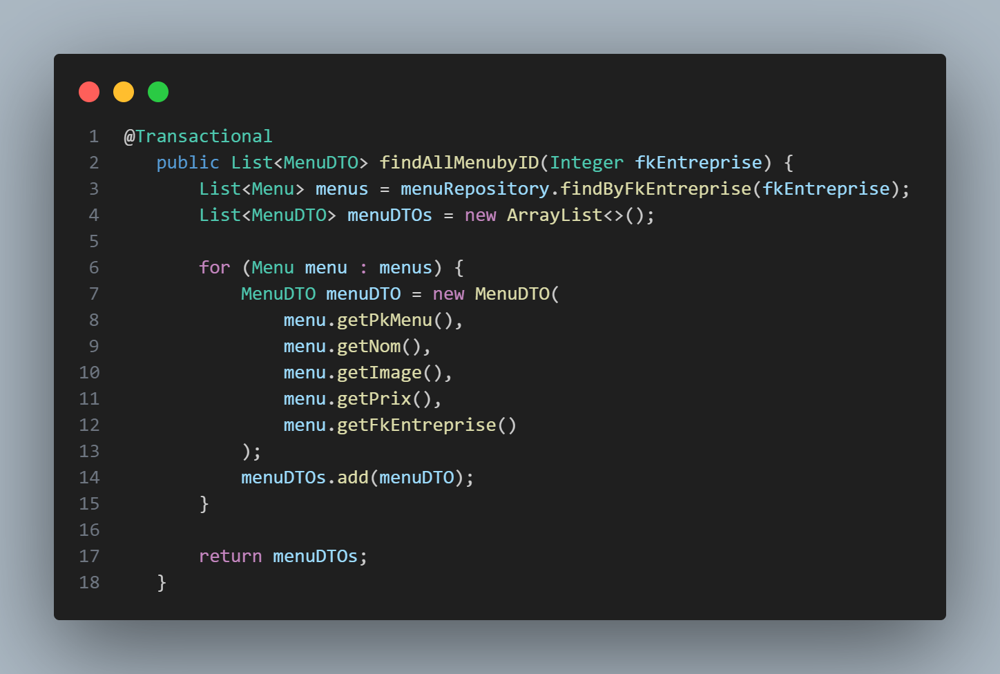 1 @Transactional
2 public List<MenuDTO> findAllMenubyID(Integer fkEntreprise) {
3 List<Menu> menus = menuRepository.findByFkEntreprise(fkEntreprise);
4 List<MenuDTO> menuDTOs = new ArrayList<>();
5
6 for (Menu menu : menus) {
7 MenuDTO menuDTO = new MenuDTO(
8 menu.getPkMenu(),
9 menu.getNom(),
10 menu.getImage(),
11 menu.getPrix(),
12 menu.getFkEntreprise()
13 );
14 menuDTOs.add(menuDTO);
15 }
16
17 return menuDTOs;
18 }